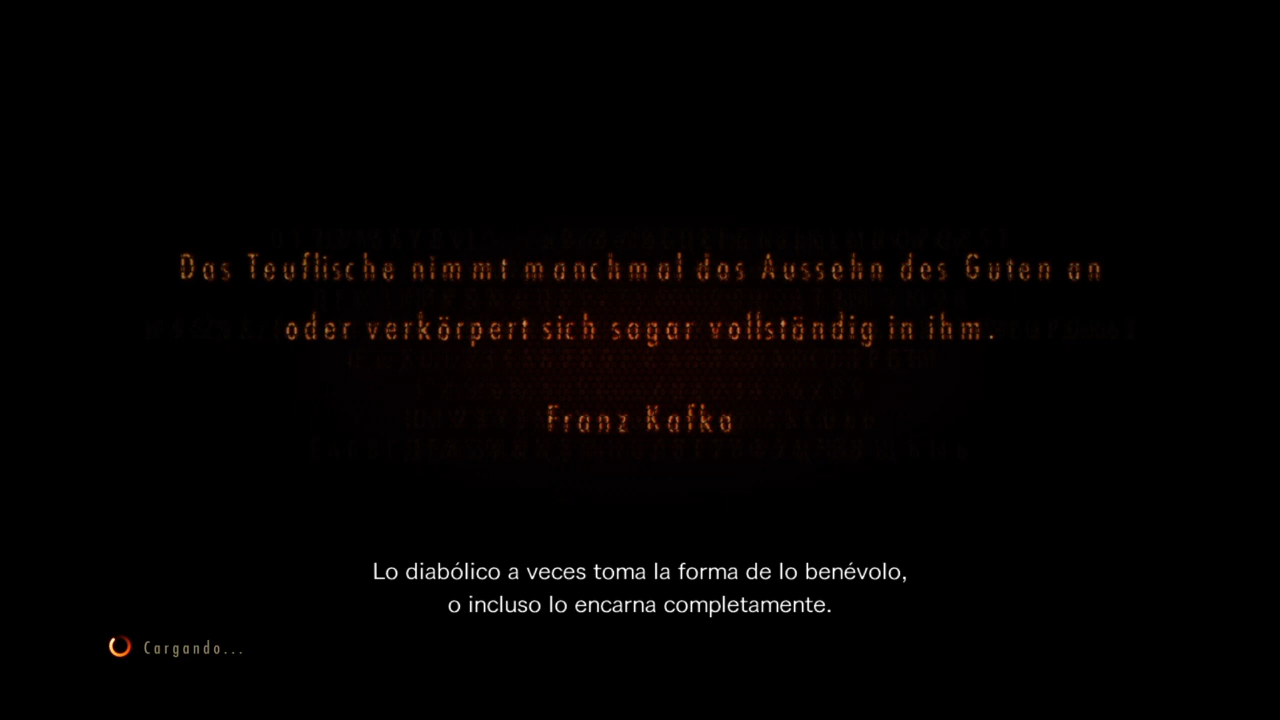 Das Teuflische nimmt manchmal das Aussehn des Guten an
oder verkörpert sich sogar vollständig in ihm.
Franz Kafka
Lo diabólico a veces toma la forma de lo benévolo,
o incluso lo encarna completamente.
Cargando...